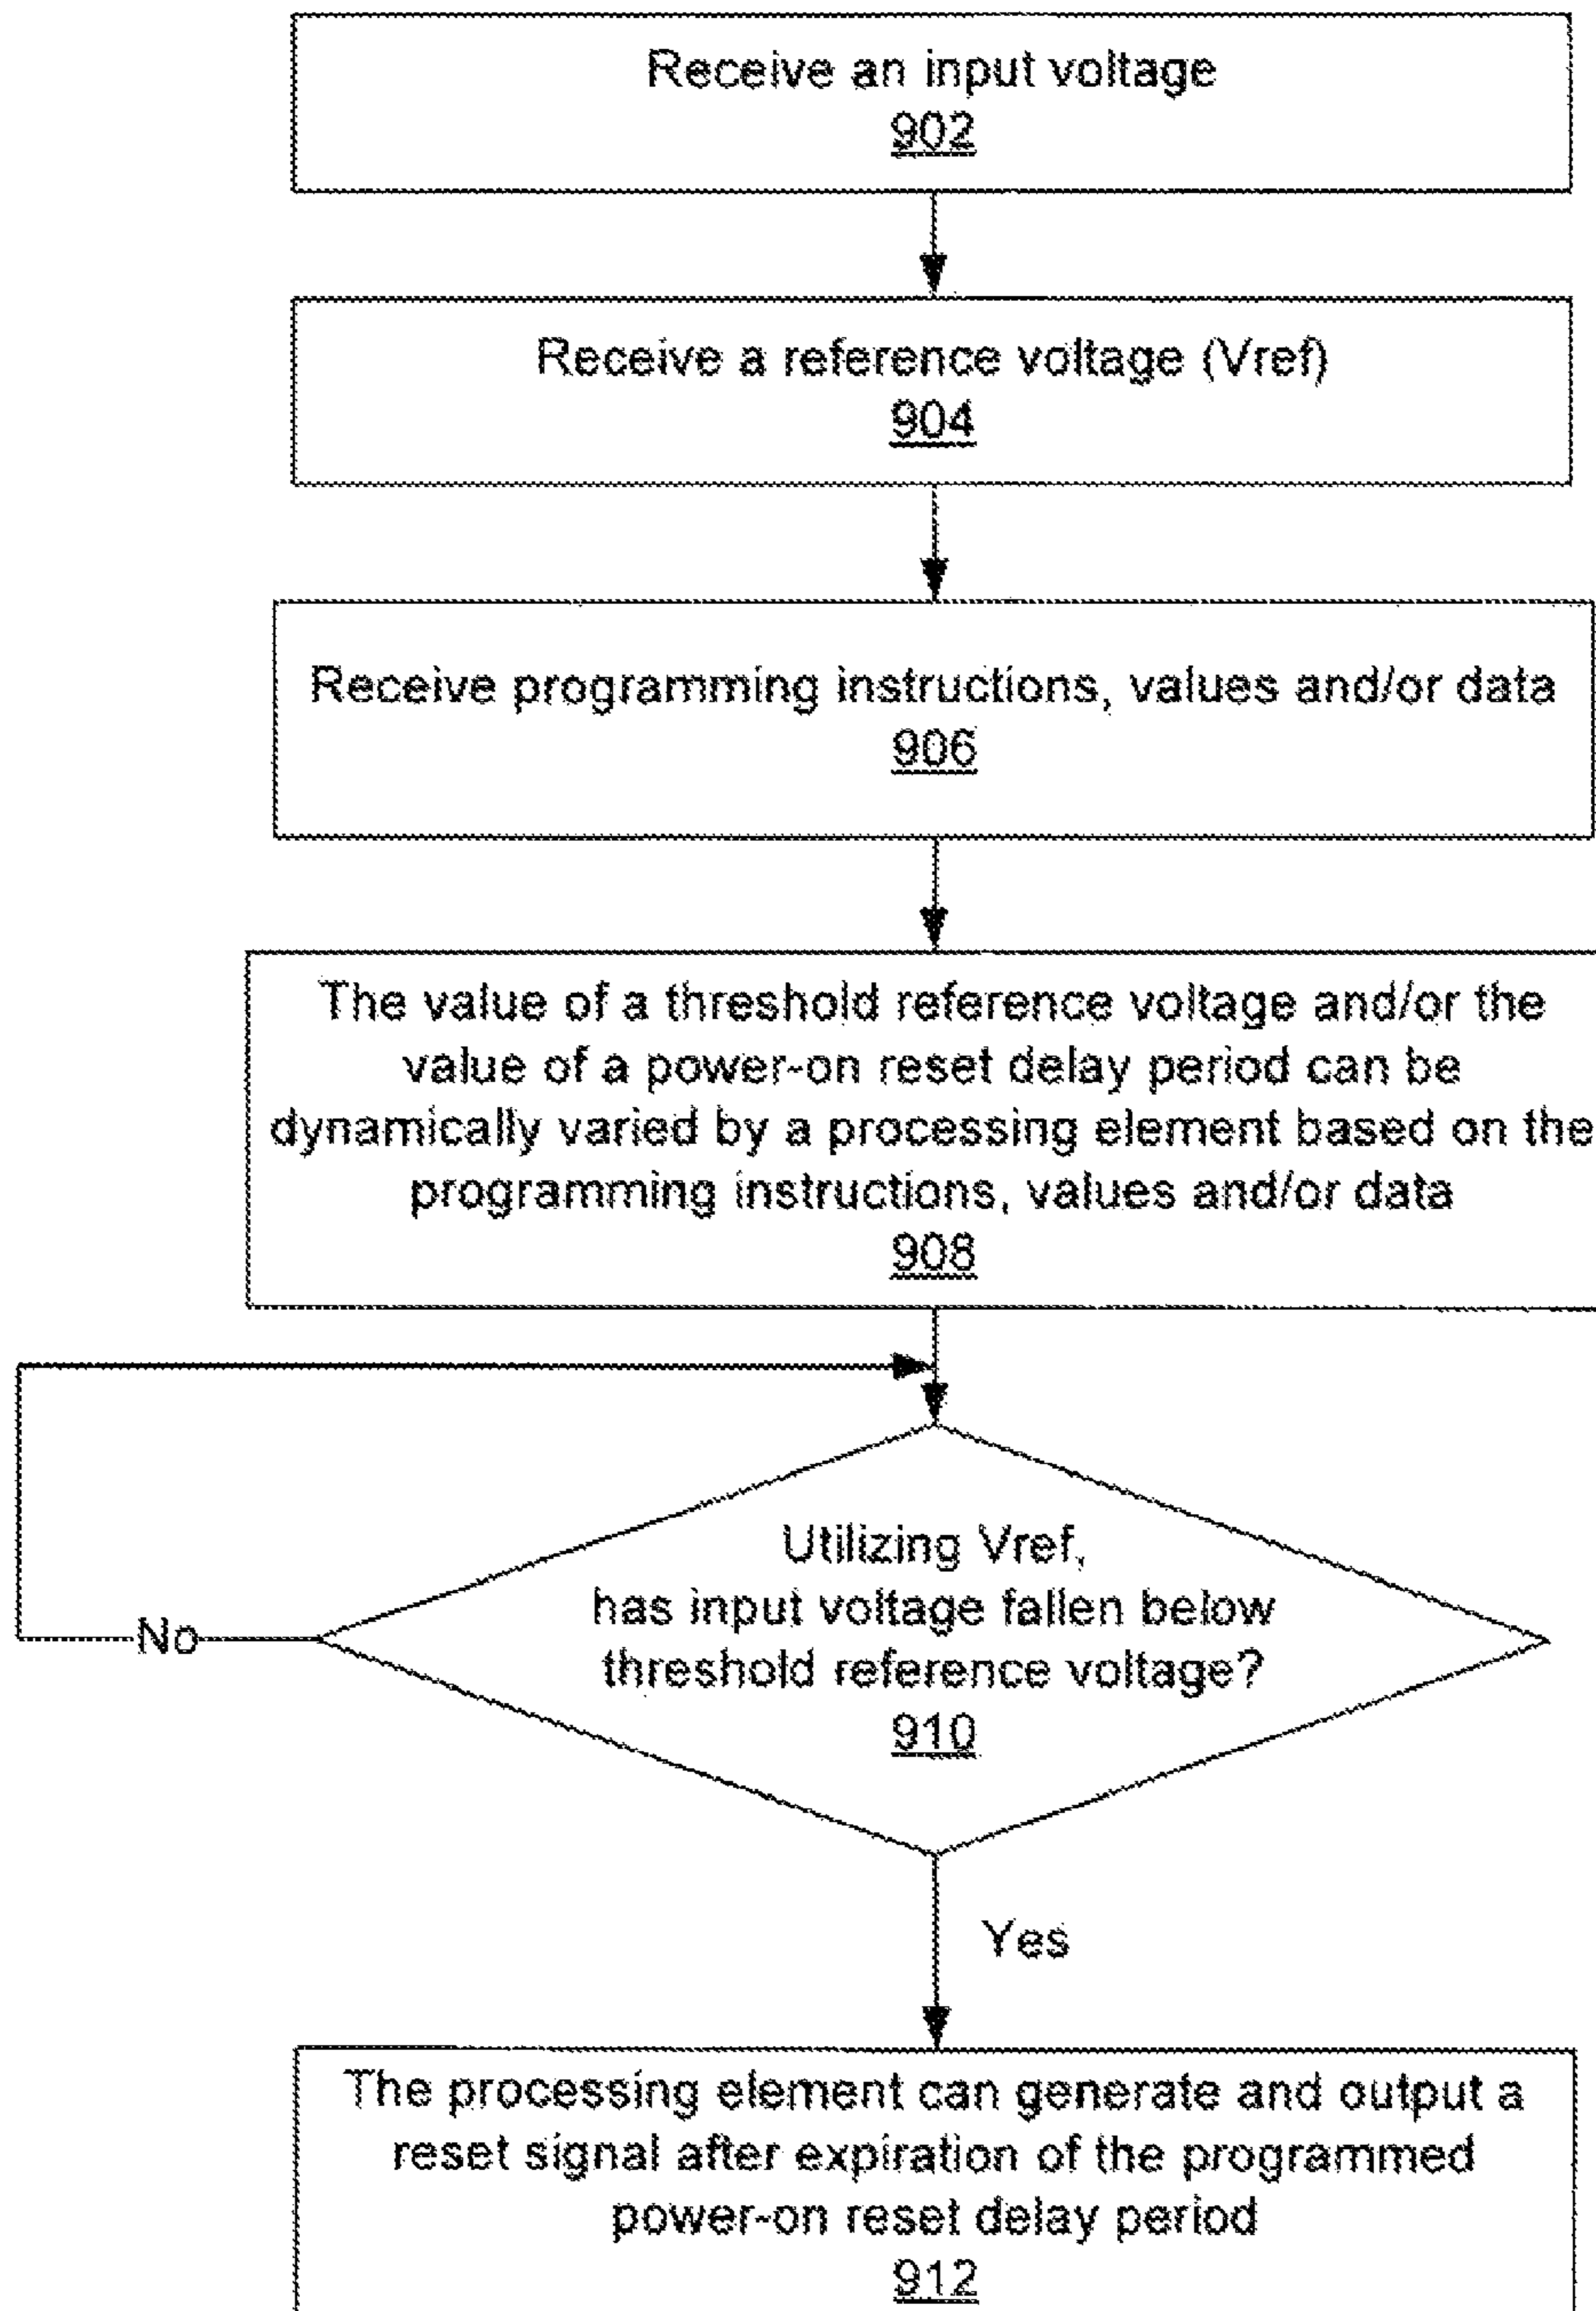 Receive an input voltage
902
Receive a reference voltage (Vref)
904
Receive programming instructions, values and/or data
906
The value of a threshold reference voltage and/or the
value of a power-on reset delay period can be
dynamically varied by a processing element based on the
programming instructions, values and/or data
908
Utilizing Vref,
has input voltage fallen below
threshold reference voltage?
910
No
Yes
The processing element can generate and output a
reset signal after expiration of the programmed
power-on reset delay period
912